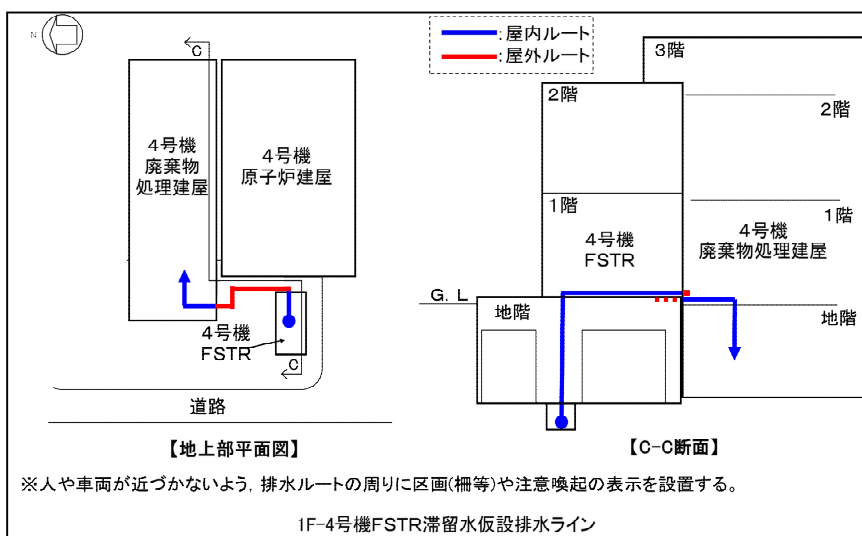 N
C
:屋内ルート
:屋外ルート
4号機
廃棄物
処理建屋
4号機
原子炉建屋
4号機
FSTR
C
道路
【地上部平面図】
3階
2階
2階
1階
1階
4号機
FSTR
4号機
廃棄物処理建屋
G. L
地階
地階
【C-C断面】
※人や車両が近づかないよう, 排水ルートの周りに区画(柵等)や注意喚起の表示を設置する。
1F-4号機FSTR滞留水仮設排水ライン